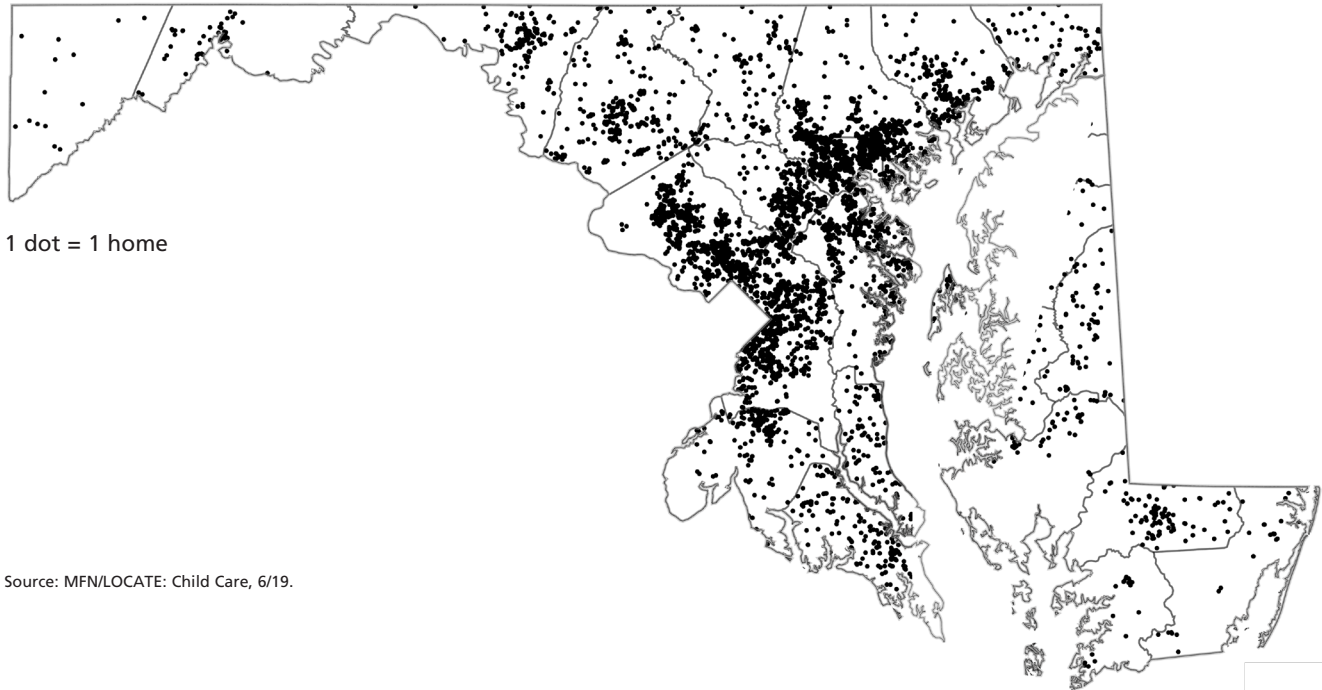 1 dot = 1 home
Source: MFN/LOCATE: Child Care, 6/19.